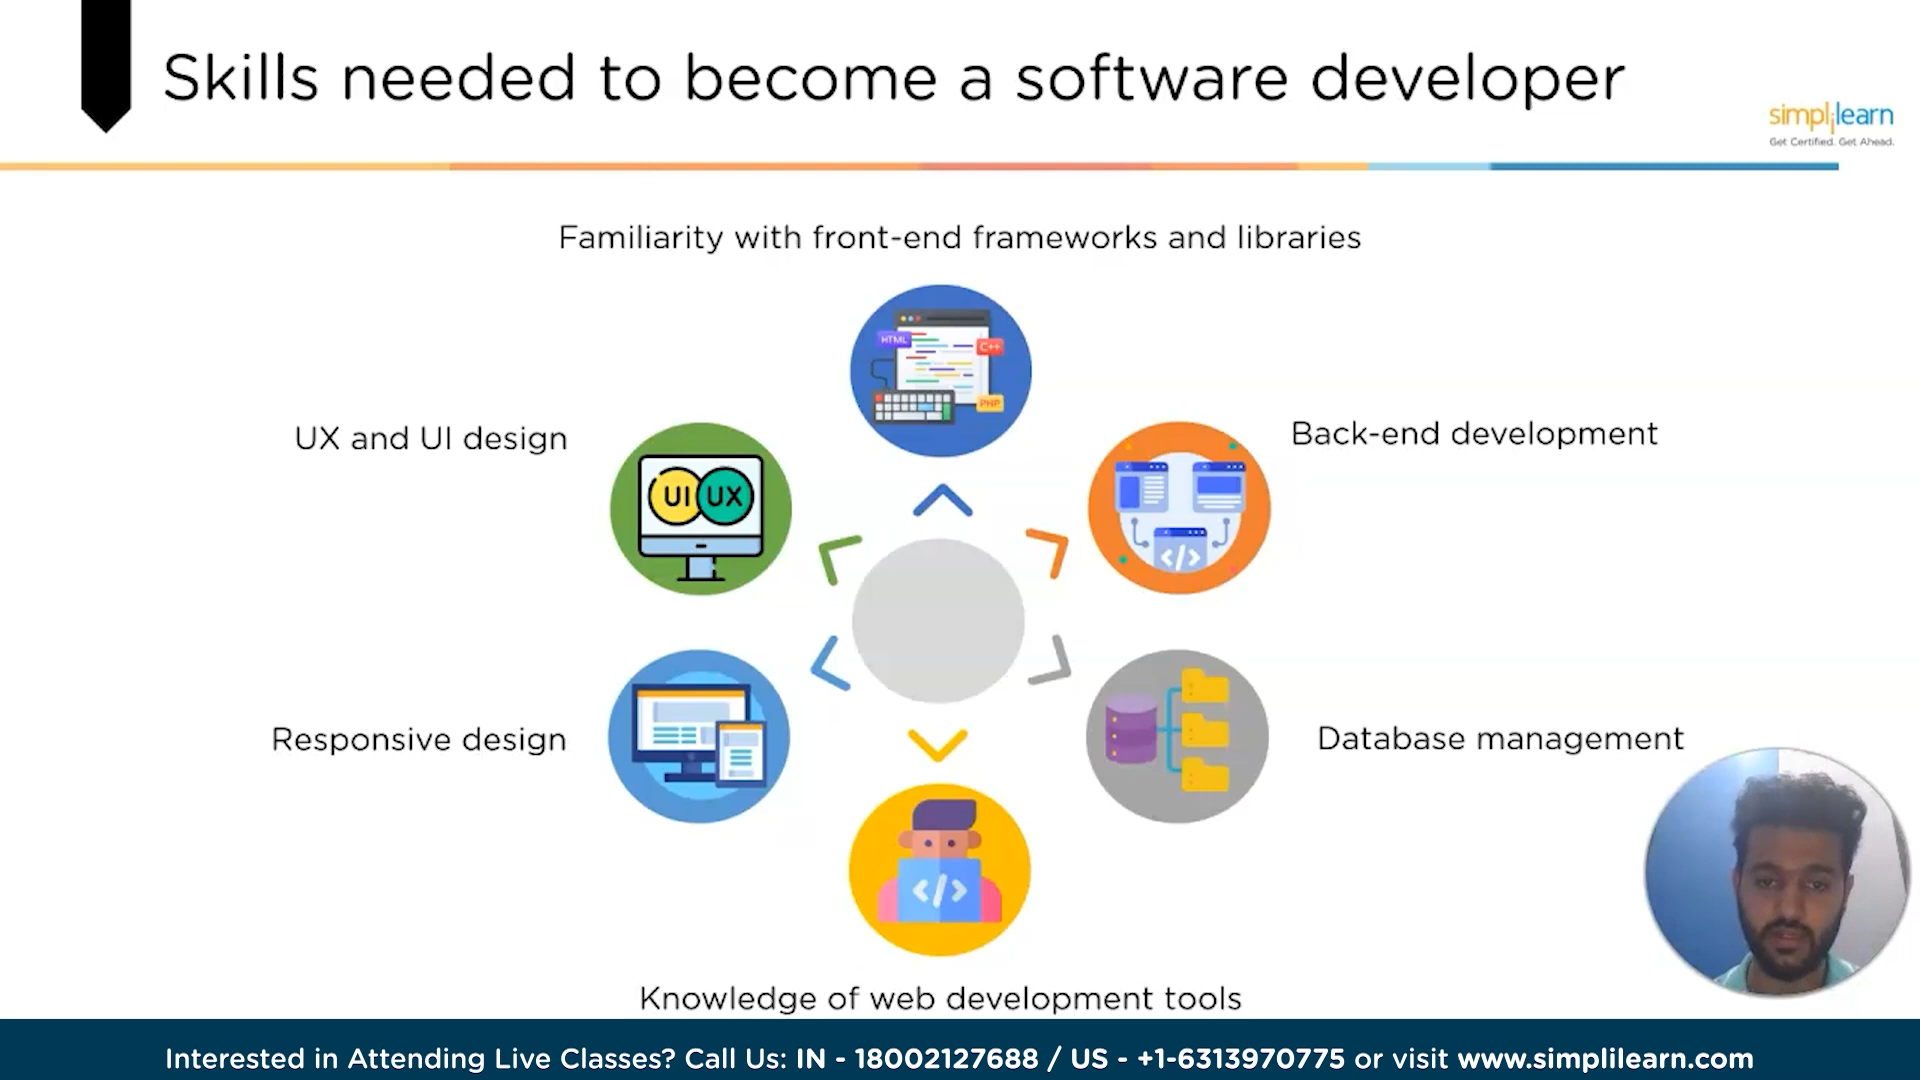 Skills needed to become a software developer
simplilearn
Get Certified. Get Ahead.
Familiarity with front-end frameworks and libraries
HTML
C++
PHP
UX and UI design
Back-end development
UI UX
</>
Responsive design
Database management
</>
Knowledge of web development tools
Interested in Attending Live Classes? Call Us: IN - 18002127688 / US - +1-6313970775 or visit www.simplilearn.com